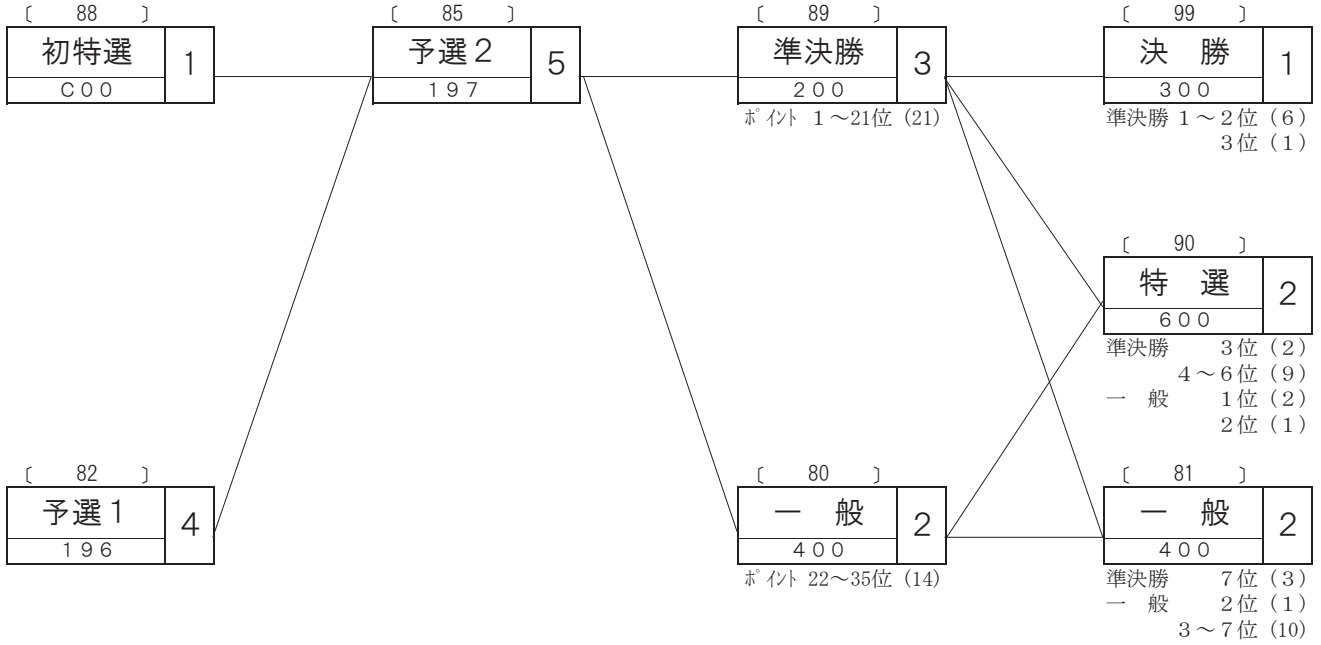 〔 88 〕
初特選 1
C00
〔 85 〕
予選2 5
197
〔 89 〕
準決勝 3
200
ポイント 1～21位 (21)
〔 99 〕
決 勝 1
300
準決勝 1～2位 (6)
3位 (1)
〔 90 〕
特 選 2
600
準決勝 3位 (2)
4～6位 (9)
一 般 1位 (2)
2位 (1)
〔 82 〕
予選1 4
196
〔 80 〕
一 般 2
400
ポイント 22～35位 (14)
〔 81 〕
一 般 2
400
準決勝 7位 (3)
一 般 2位 (1)
3～7位 (10)